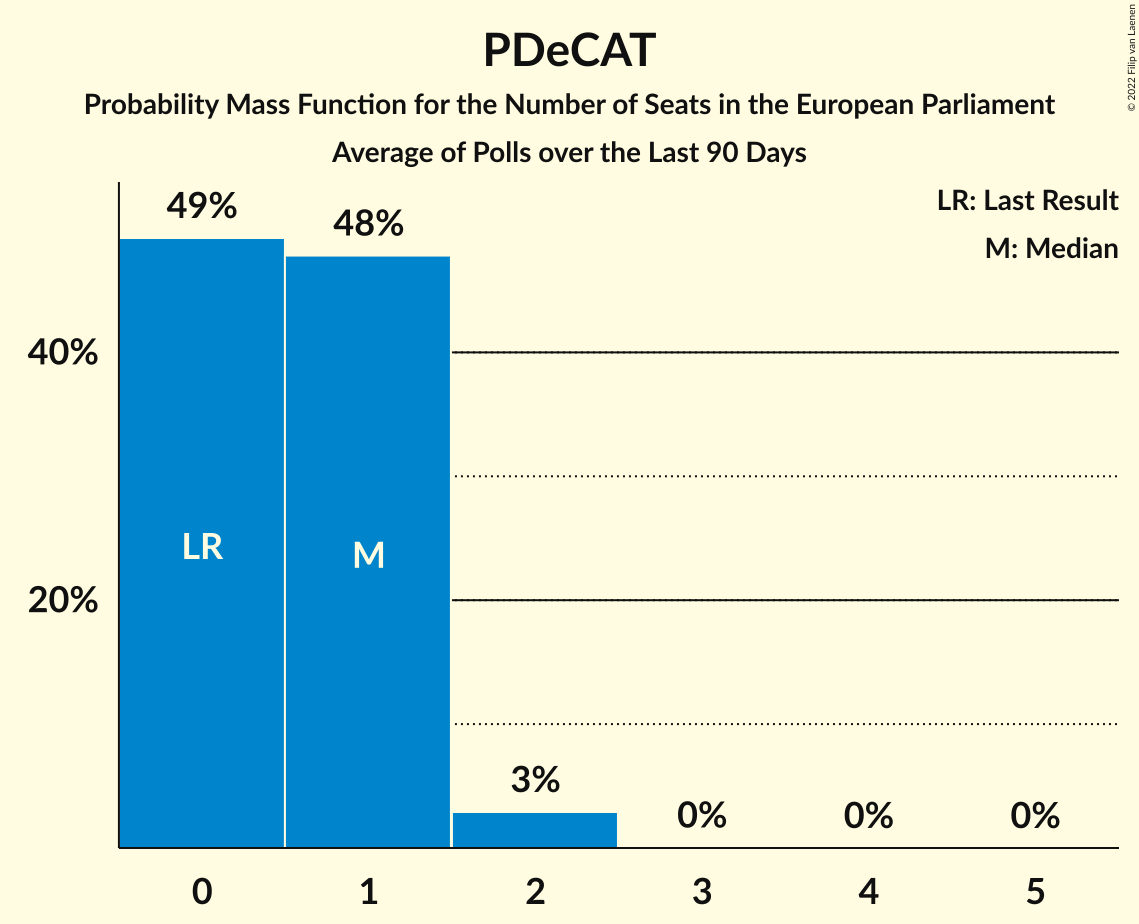 PDeCAT
Probability Mass Function for the Number of Seats in the European Parliament
Average of Polls over the Last 90 Days
© 2022 Filip van Laenen
LR: Last Result
M: Median
49%
48%
40%
LR
M
20%
3%
0%
0%
0%
0
1
2
3
4
5